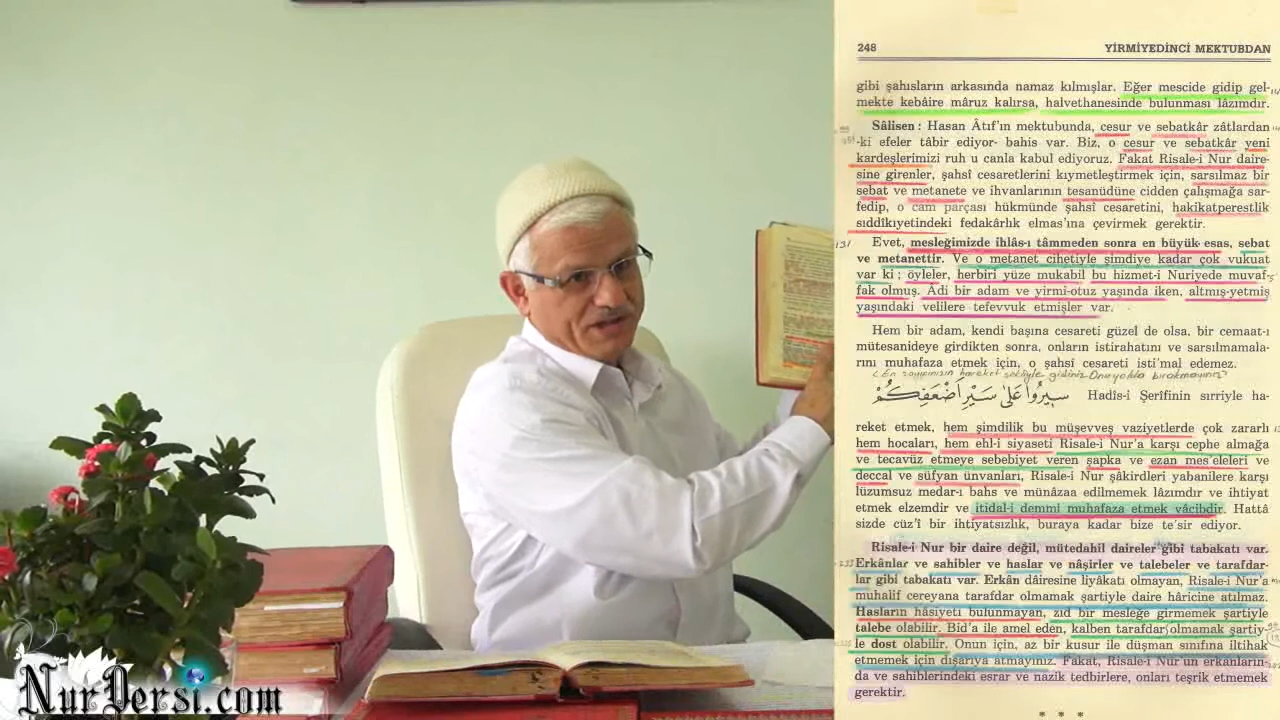 248 YİRMİYEDİNCİ MEKTUBDAN
gibi şahısların arkasında namaz kılmışlar. Eğer mescide gidip gel-
mekte kebâire mâruz kalırsa, halvethanesinde bulunması lâzımdır.
Sâlisen : Hasan Âtıf'ın mektubunda, cesur ve sebatkâr zâtlardan
-ki efeler tâbir ediyor- bahis var. Biz, o cesur ve sebatkâr yeni
kardeşlerimizi ruh u canla kabul ediyoruz. Fakat Risale-i Nur daire-
sine girenler, şahsî cesaretlerini kıymetleştirmek için, sarsılmaz bir
sebat ve metanete ve ihvanlarının tesanüdüne cidden çalışmağa sar-
fedip, o cam parçası hükmünde şahsî cesaretini, hakikatperestlik
sıddîkıyetindeki fedakârlık elmas'ına çevirmek gerektir.
Evet, mesleğimizde ihlâs-ı tâmmeden sonra en büyük esas, sebat
ve metanettir. Ve o metanet cihetiyle şimdiye kadar çok vukuat
var ki ; öyleler, herbiri yüze mukabil bu hizmet-i Nuriyede muvaf-
fak olmuş. Âdi bir adam ve yirmi-otuz yaşında iken, altmış-yetmiş
yaşındaki velilere tefevvuk etmişler var.
Hem bir adam, kendi başına cesareti güzel de olsa, bir cemaat-ı
mütesanideye girdikten sonra, onların istirahatını ve sarsılmamala-
rını muhafaza etmek için, o şahsî cesareti isti'mal edemez.
سِيرُوا عَلَى سَيْرِ اَضْعَفِكُمْ Hadîs-i Şerîfinin sırriyle ha-
reket etmek, hem şimdilik bu müşevveş vaziyetlerde çok zararlı
hem hocaları, hem ehl-i siyaseti Risale-i Nur'a karşı cephe almağa
ve tecavüz etmeye sebebiyet veren şapka ve ezan mes'eleleri ve
deccal ve süfyan ünvanları, Risale-i Nur şâkirdleri yabanilere karşı
lüzumsuz medar-ı bahs ve münâzaa edilmemek lâzımdır ve ihtiyat
etmek elzemdir ve itidal-i demmi muhafaza etmek vâcibdir. Hattâ
sizde cüz'î bir ihtiyatsızlık, buraya kadar bize te'sir ediyor.
Risale-i Nur bir daire değil, mütedahil daireler gibi tabakatı var.
Erkânlar ve sahibler ve haslar ve nâşirler ve talebeler ve tarafdar-
lar gibi tabakatı var. Erkân dâiresine liyâkatı olmayan, Risale-i Nur'a
muhalif cereyana tarafdar olmamak şartiyle daire hâricine atılmaz.
Hasların hâsiyeti bulunmayan, zıd bir mesleğe girmemek şartiyle
talebe olabilir. Bid'a ile amel eden, kalben tarafdar olmamak şartiy-
le dost olabilir. Onun için, az bir kusur ile düşman sınıfına iltihak
etmemek için dışarıya atmayınız. Fakat, Risale-i Nur'un erkânların-
da ve sahiblerindeki esrar ve nazik tedbirlere, onları teşrik etmemek
gerektir.
* * *
NurDersi.com